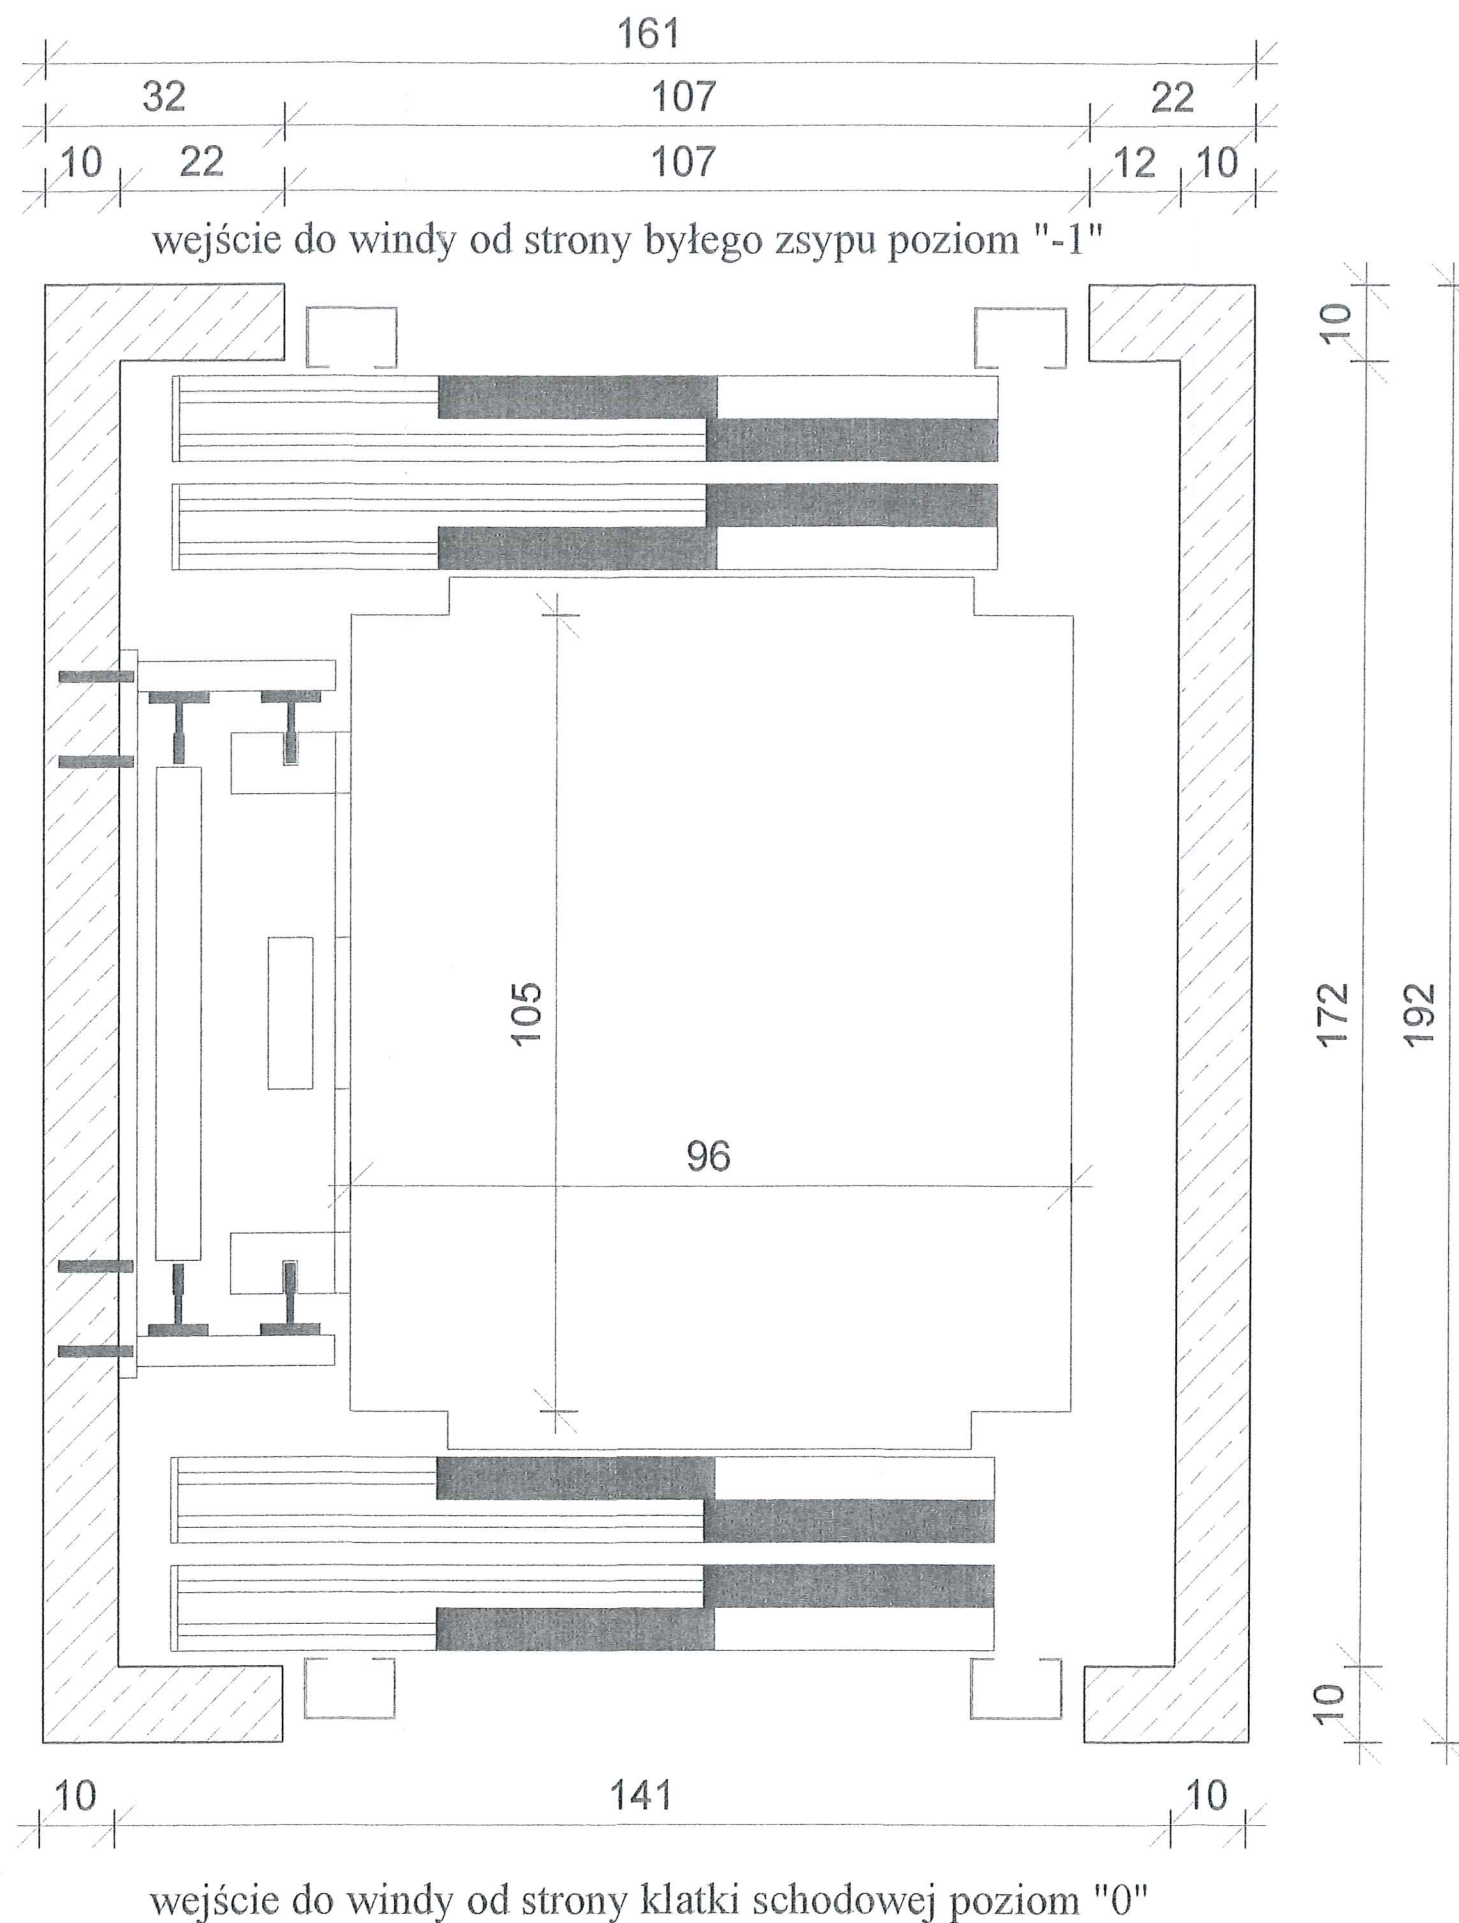 161
32 107 22
10 22 107 12 10
wejście do windy od strony byłego zsypu poziom "-1"
10
105
172
192
96
10
10 141 10
wejście do windy od strony klatki schodowej poziom "0"